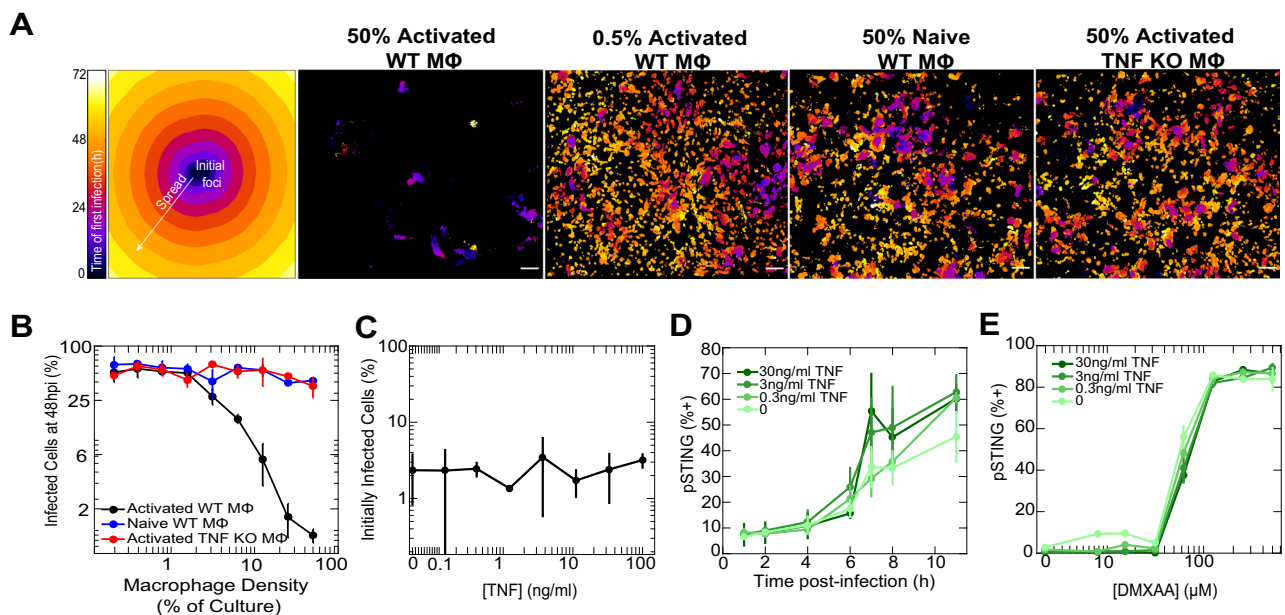 A
50% Activated
WT MΦ
0.5% Activated
WT MΦ
50% Naive
WT MΦ
50% Activated
TNF KO MΦ
72
48
24
0
Time of first infection(h)
Initial
foci
Spread
B
100
25
6
2
Infected Cells at 48hpi (%)
Activated WT MΦ
Naive WT MΦ
Activated TNF KO MΦ
1
10
100
Macrophage Density
(% of Culture)
C
100
10
1
Initially Infected Cells (%)
0
0.1
1
10
100
[TNF] (ng/ml)
D
80
70
60
50
40
30
20
10
0
pSTING (%+)
30ng/ml TNF
3ng/ml TNF
0.3ng/ml TNF
0
0
2
4
6
8
10
Time post-infection (h)
E
100
80
60
40
20
0
pSTING (%+)
30ng/ml TNF
3ng/ml TNF
0.3ng/ml TNF
0
0
10
100
[DMXAA] (µM)